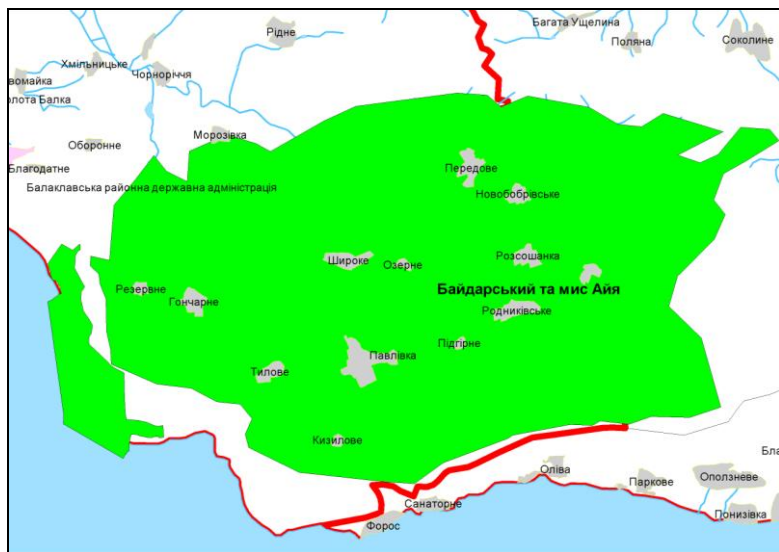 Багата Ущелина
Рідне
Поляна
Соколине
Хмільницьке
Чорноріччя
вомайка
олота Балка
Морозівка
Оборонне
Благодатне
Передове
Балаклавська районна державна адміністрація
Новобобрівське
Розсошанка
Широке
Озерне
Резервне
Байдарський та мис Айя
Гончарне
Родниківське
Підгірне
Павлівка
Тилове
Кизилове
Бла
Оліва
Оползневе
Паркове
Санаторне
Понизівка
Форос